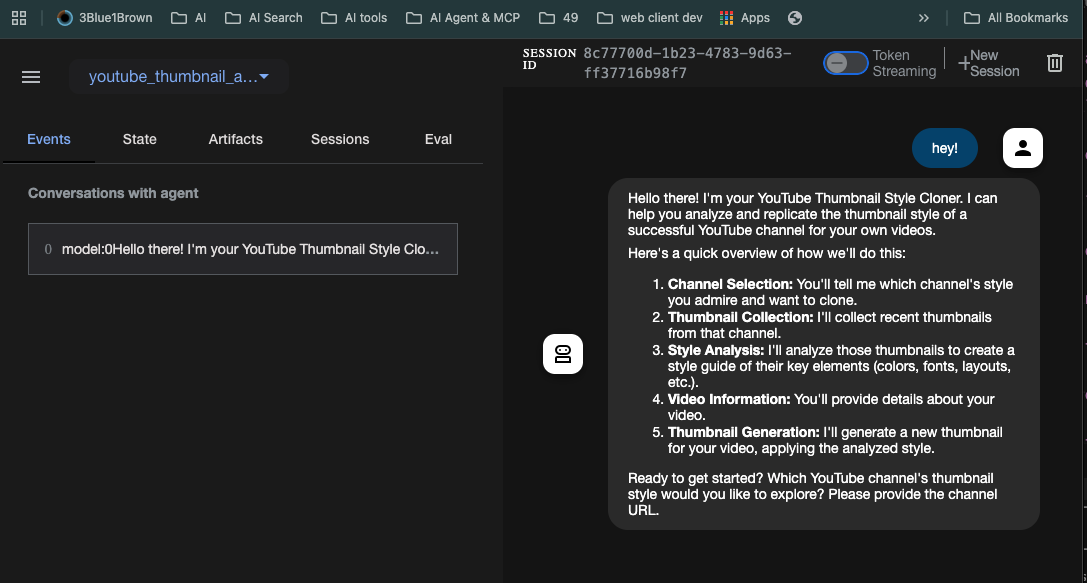 3Blue1Brown AI AI Search AI tools AI Agent & MCP 49 web client dev Apps » All Bookmarks
youtube_thumbnail_a...
SESSION ID 8c77700d-1b23-4783-9d63-
ff37716b98f7
Token
Streaming
New
Session
Events State Artifacts Sessions Eval
Conversations with agent
0 model:0Hello there! I'm your YouTube Thumbnail Style Clo...
hey!
Hello there! I'm your YouTube Thumbnail Style Cloner. I can
help you analyze and replicate the thumbnail style of a
successful YouTube channel for your own videos.
Here's a quick overview of how we'll do this:
1. Channel Selection: You'll tell me which channel's style
you admire and want to clone.
2. Thumbnail Collection: I'll collect recent thumbnails
from that channel.
3. Style Analysis: I'll analyze those thumbnails to create a
style guide of their key elements (colors, fonts, layouts,
etc.).
4. Video Information: You'll provide details about your
video.
5. Thumbnail Generation: I'll generate a new thumbnail
for your video, applying the analyzed style.
Ready to get started? Which YouTube channel's thumbnail
style would you like to explore? Please provide the channel
URL.